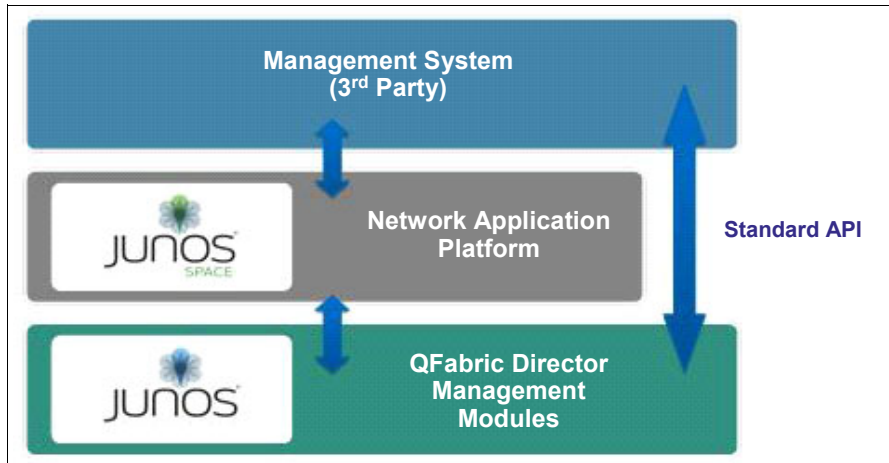 Management System
(3rd Party)
JUNOS
SPACE
Network Application
Platform
Standard API
JUNOS
QFabric Director
Management
Modules